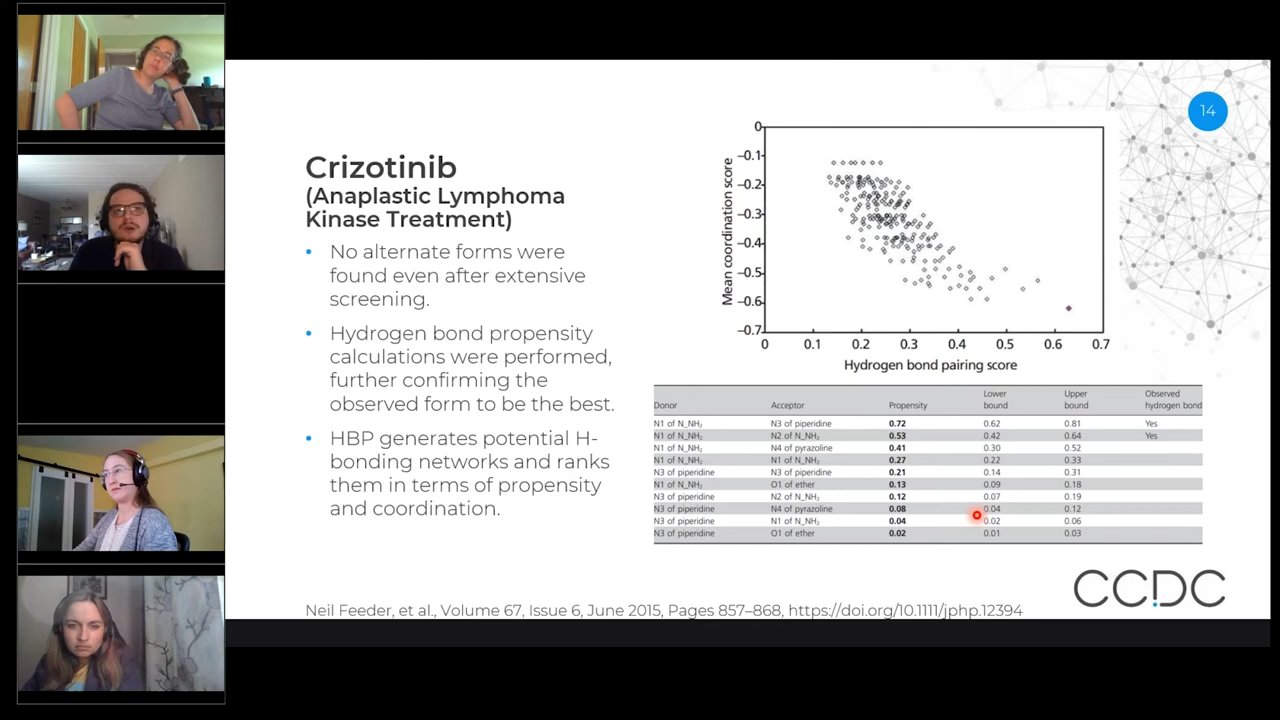 14
Crizotinib
(Anaplastic Lymphoma
Kinase Treatment)
• No alternate forms were
found even after extensive
screening.
• Hydrogen bond propensity
calculations were performed,
further confirming the
observed form to be the best.
• HBP generates potential H-
bonding networks and ranks
them in terms of propensity
and coordination.
Mean coordination score
0
−0.1
−0.2
−0.3
−0.4
−0.5
−0.6
−0.7
0 0.1 0.2 0.3 0.4 0.5 0.6 0.7
Hydrogen bond pairing score
Donor Acceptor Propensity Lower bound Upper bound Observed hydrogen bond
N1 of N_NH₂ N3 of piperidine 0.72 0.62 0.81 Yes
N1 of N_NH₂ N2 of N_NH₂ 0.53 0.42 0.64 Yes
N1 of N_NH₂ N4 of pyrazoline 0.41 0.30 0.52
N1 of N_NH₂ N1 of N_NH₂ 0.27 0.22 0.33
N3 of piperidine N3 of piperidine 0.21 0.14 0.31
N1 of N_NH₂ O1 of ether 0.13 0.09 0.18
N3 of piperidine N2 of N_NH₂ 0.12 0.07 0.19
N3 of piperidine N4 of pyrazoline 0.08 0.04 0.12
N3 of piperidine N1 of N_NH₂ 0.04 0.02 0.06
N3 of piperidine O1 of ether 0.02 0.01 0.03
CCDC
Neil Feeder, et al., Volume 67, Issue 6, June 2015, Pages 857–868, https://doi.org/10.1111/jphp.12394